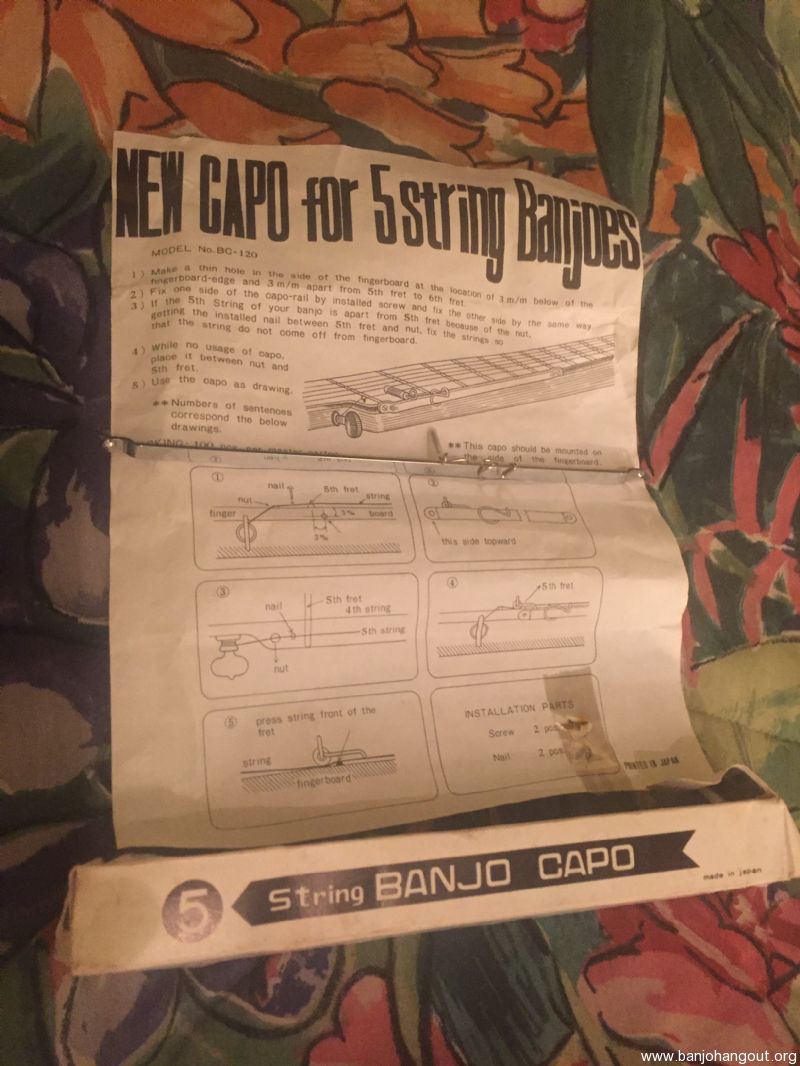 NEW CAPO for 5 string Banjoes
MODEL No.BC-120
1) Make a thin hole in the side of the fingerboard at the location of 3 m/m below of the
fingerboard-edge and 3 m/m apart from 5th fret to 6th fret.
2) Fix one side of the capo-rail by installed screw and fix the other side by the same way
3) If the 5th String of your banjo is apart from 5th fret because of the nut,
getting the installed nail between 5th fret and nut, fix the strings so
that the string do not come off from fingerboard.
4) While no usage of capo,
place it between nut and
5th fret.
5) Use the capo as drawing.
** Numbers of sentences
correspond the below
drawings.
** This capo should be mounted on
side of the fingerboard.
①
nail
5th fret
nut
string
finger
board
3%
3%
this side topward
③
5th fret
4th string
nail
5th string
nut
④
5th fret
⑤
press string front of the
fret
string
fingerboard
INSTALLATION PARTS
Screw 2
Nail 2
PRINTED IN JAPAN
5 String BANJO CAPO
made in japan
www.banjohangout.org